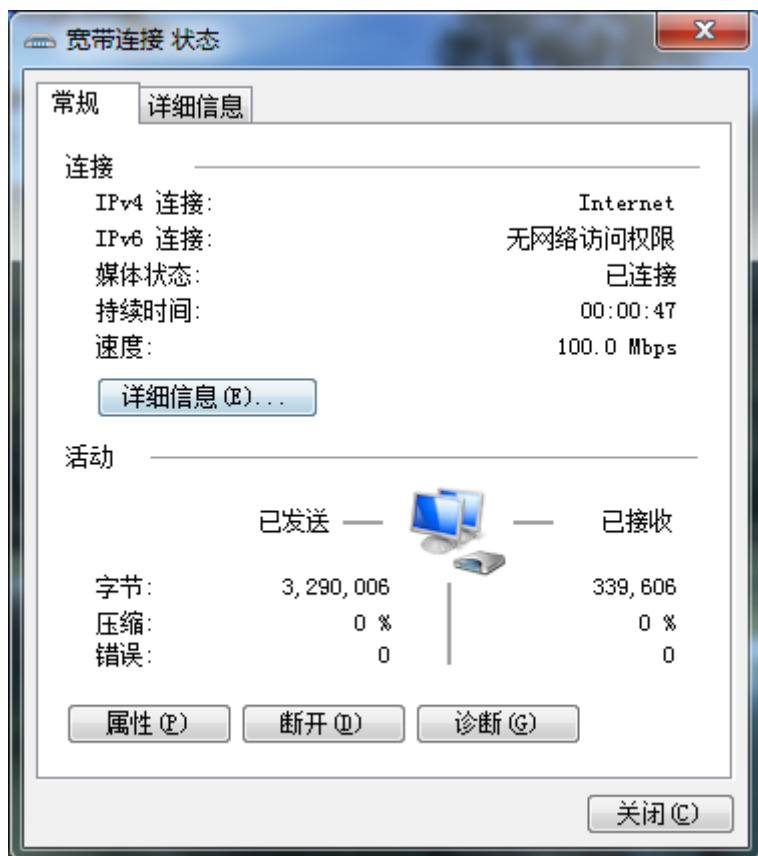 宽带连接 状态
常规 详细信息
连接
IPv4 连接: Internet
IPv6 连接: 无网络访问权限
媒体状态: 已连接
持续时间: 00:00:47
速度: 100.0 Mbps
详细信息(E)...
活动
已发送 已接收
字节: 3,290,006 339,606
压缩: 0 % 0 %
错误: 0 0
属性(P) 断开(D) 诊断(G)
关闭(C)